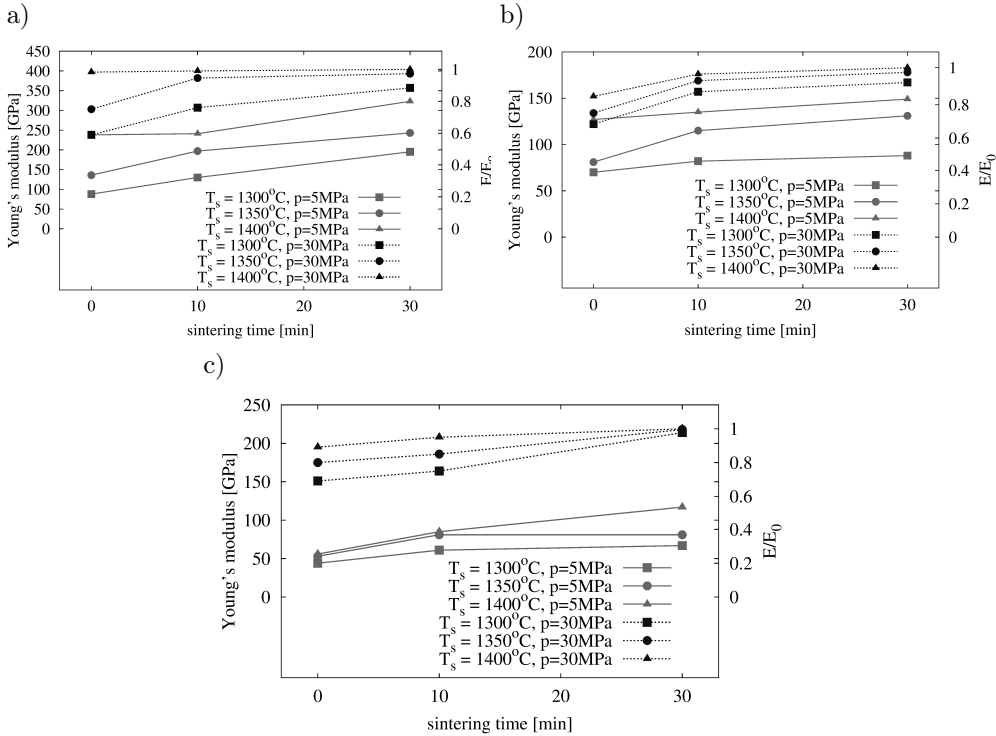 a)
450
400
350
300
250
200
150
100
50
0
Young's modulus [GPa]
1
0.8
0.6
0.4
0.2
0
E/E0
T_s = 1300°C, p=5MPa
T_s = 1350°C, p=5MPa
T_s = 1400°C, p=5MPa
T_s = 1300°C, p=30MPa
T_s = 1350°C, p=30MPa
T_s = 1400°C, p=30MPa
0 10 20 30
sintering time [min]
b)
200
150
100
50
0
Young's modulus [GPa]
1
0.8
0.6
0.4
0.2
0
E/E0
T_s = 1300°C, p=5MPa
T_s = 1350°C, p=5MPa
T_s = 1400°C, p=5MPa
T_s = 1300°C, p=30MPa
T_s = 1350°C, p=30MPa
T_s = 1400°C, p=30MPa
0 10 20 30
sintering time [min]
c)
250
200
150
100
50
0
Young's modulus [GPa]
1
0.8
0.6
0.4
0.2
0
E/E0
T_s = 1300°C, p=5MPa
T_s = 1350°C, p=5MPa
T_s = 1400°C, p=5MPa
T_s = 1300°C, p=30MPa
T_s = 1350°C, p=30MPa
T_s = 1400°C, p=30MPa
0 10 20 30
sintering time [min]